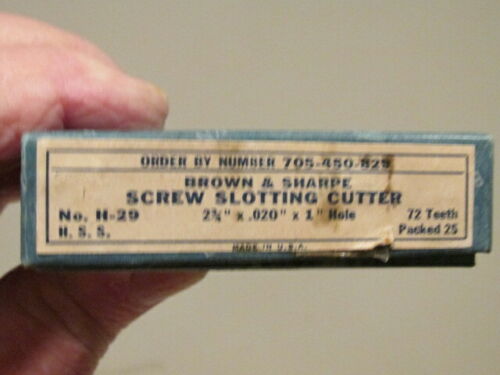 ORDER BY NUMBER 705-450-829
BROWN & SHARPE
SCREW SLOTTING CUTTER
No. H-29 2¾" x .020" x 1" Hole 72 Teeth
H. S. S. Packed 25
MADE IN U.S.A.